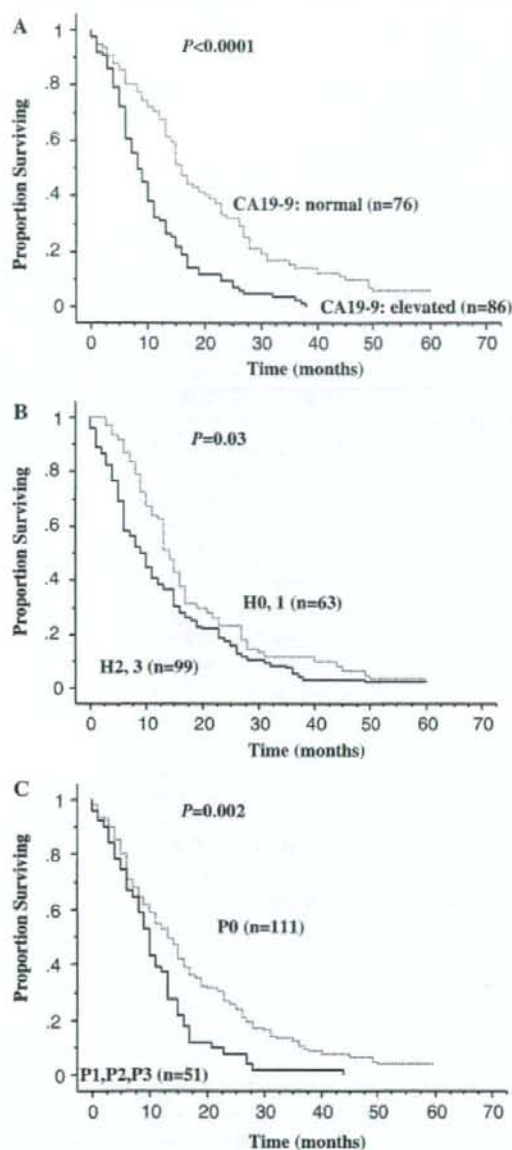 A
P<0.0001
Proportion Surviving
1
.8
.6
.4
.2
0
CA19-9: normal (n=76)
CA19-9: elevated (n=86)
0 10 20 30 40 50 60 70
Time (months)
B
P=0.03
Proportion Surviving
1
.8
.6
.4
.2
0
H0, 1 (n=63)
H2, 3 (n=99)
0 10 20 30 40 50 60 70
Time (months)
C
P=0.002
Proportion Surviving
1
.8
.6
.4
.2
0
P0 (n=111)
P1,P2,P3 (n=51)
0 10 20 30 40 50 60 70
Time (months)